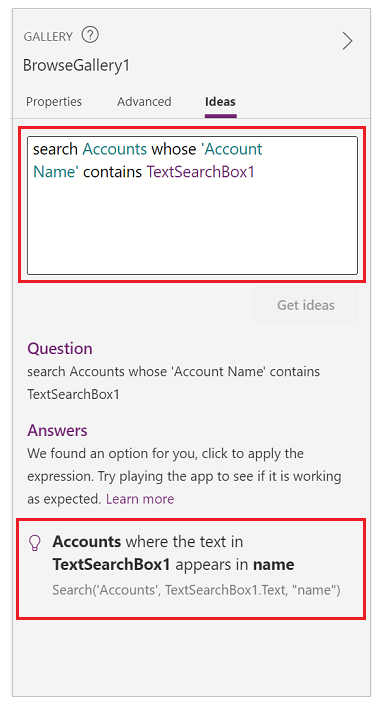 GALLERY ?
BrowseGallery1
Properties Advanced Ideas
search Accounts whose 'Account
Name' contains TextSearchBox1
Get ideas
Question
search Accounts whose 'Account Name' contains
TextSearchBox1
Answers
We found an option for you, click to apply the
expression. Try playing the app to see if it is working
as expected. Learn more
Accounts where the text in
TextSearchBox1 appears in name
Search('Accounts', TextSearchBox1.Text, "name")